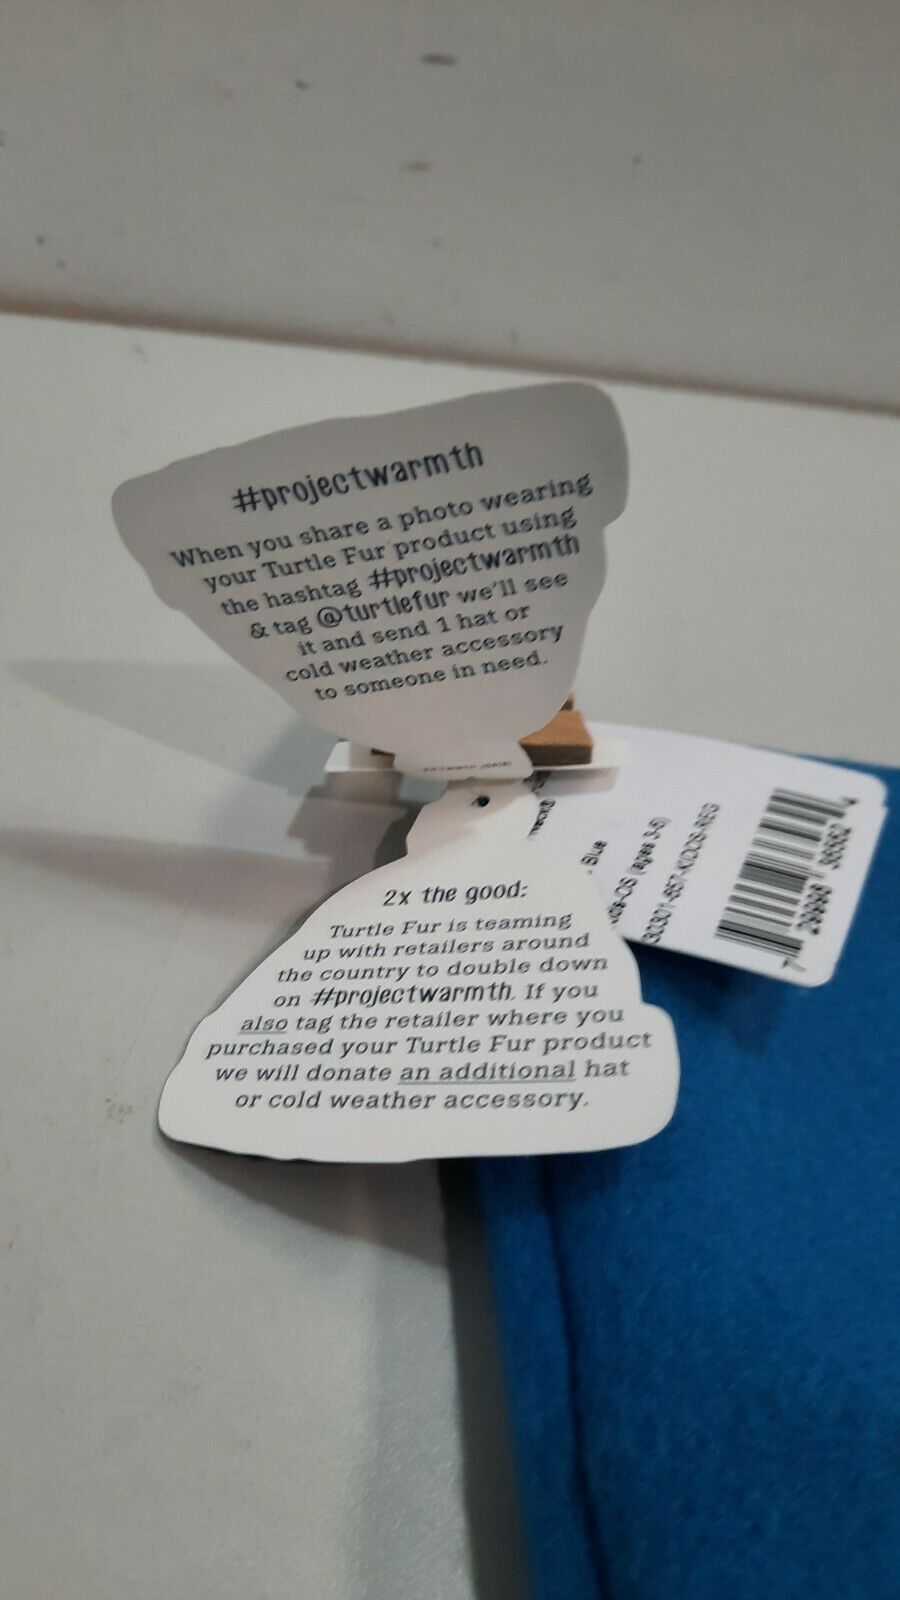 #projectwarmth
When you share a photo wearing
your Turtle Fur product using
the hashtag #projectwarmth
& tag @turtlefur we'll see
it and send 1 hat or
cold weather accessory
to someone in need.
2x the good:
Turtle Fur is teaming
up with retailers around
the country to double down
on #projectwarmth. If you
also tag the retailer where you
purchased your Turtle Fur product
we will donate an additional hat
or cold weather accessory.
- Blue
(ages 3-6)